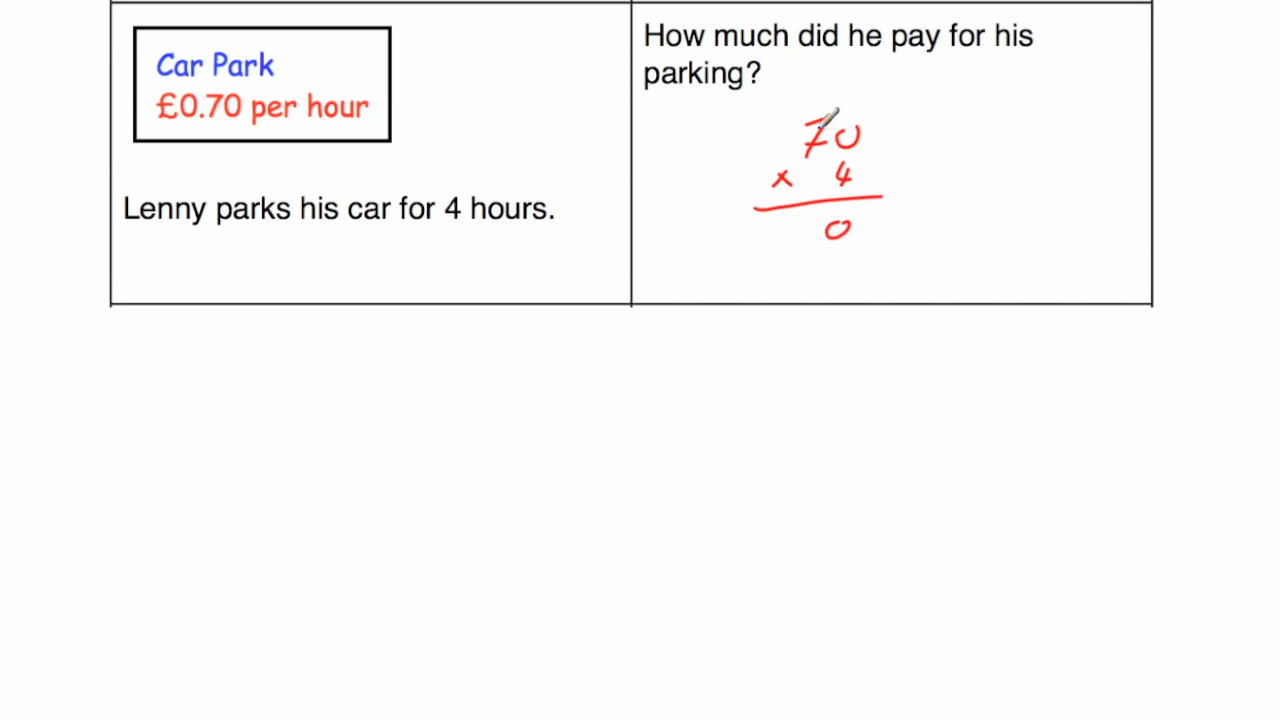 Car Park
£0.70 per hour
Lenny parks his car for 4 hours.
How much did he pay for his
parking?
70
x 4
0